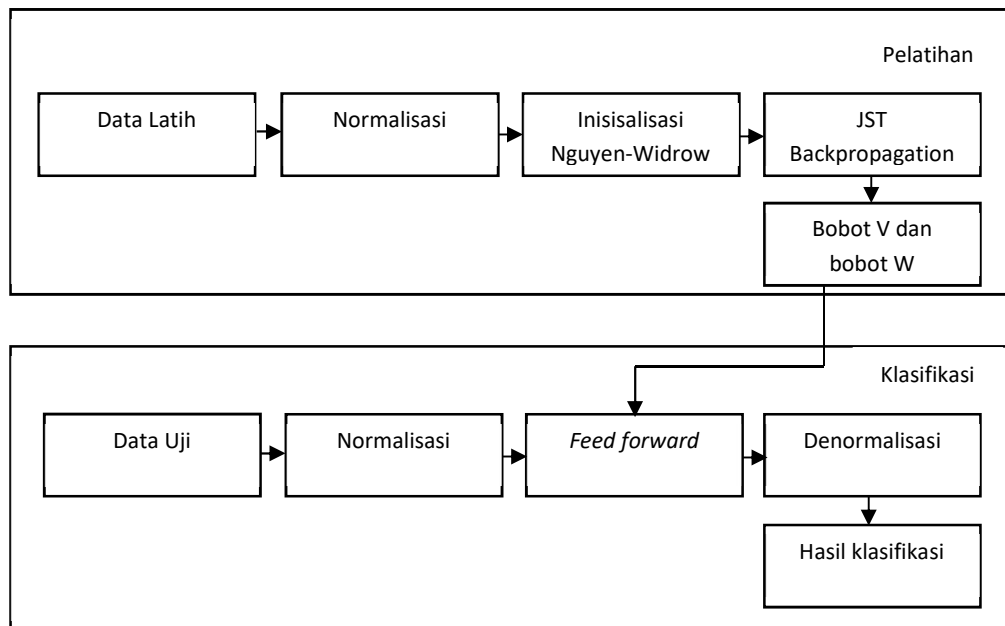 Pelatihan
Data Latih
Normalisasi
Inisisalisasi
Nguyen-Widrow
JST
Backpropagation
Bobot V dan
bobot W
Klasifikasi
Data Uji
Normalisasi
Feed forward
Denormalisasi
Hasil klasifikasi